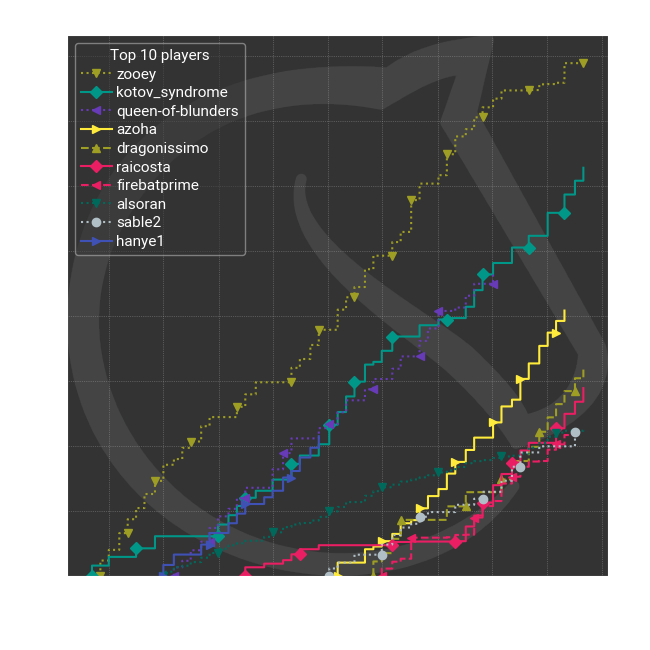 Top 10 players
zooey
kotov_syndrome
queen-of-blunders
azoha
dragonissimo
raicosta
firebatprime
alsoran
sable2
hanye1